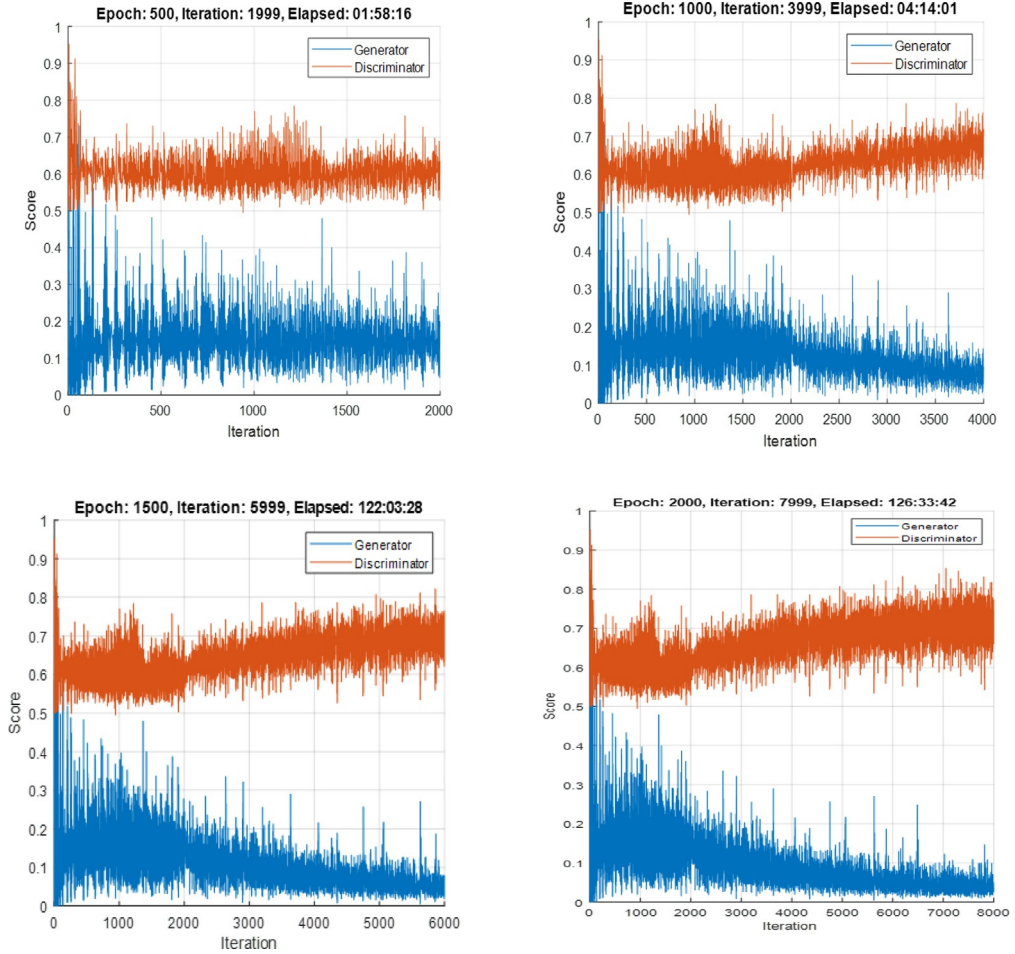 Epoch: 500, Iteration: 1999, Elapsed: 01:58:16
Generator
Discriminator
1
0.9
0.8
0.7
0.6
0.5
0.4
0.3
0.2
0.1
0
Score
0 500 1000 1500 2000
Iteration
Epoch: 1000, Iteration: 3999, Elapsed: 04:14:01
Generator
Discriminator
1
0.9
0.8
0.7
0.6
0.5
0.4
0.3
0.2
0.1
0
Score
0 500 1000 1500 2000 2500 3000 3500 4000
Iteration
Epoch: 1500, Iteration: 5999, Elapsed: 122:03:28
Generator
Discriminator
1
0.9
0.8
0.7
0.6
0.5
0.4
0.3
0.2
0.1
0
Score
0 1000 2000 3000 4000 5000 6000
Iteration
Epoch: 2000, Iteration: 7999, Elapsed: 126:33:42
Generator
Discriminator
1
0.9
0.8
0.7
0.6
0.5
0.4
0.3
0.2
0.1
0
Score
0 1000 2000 3000 4000 5000 6000 7000 8000
Iteration